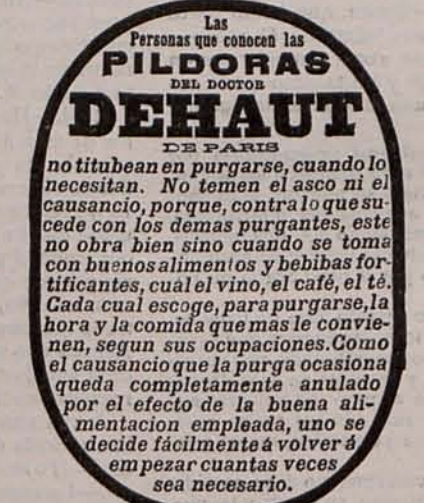 Las
Personas que conocen las
PILDORAS
DEL DOCTOR
DEHAUT
DE PARIS
no titubean en purgarse, cuando lo
necesitan. No temen el asco ni el
causancio, porque, contra lo que su-
cede con los demas purgantes, este
no obra bien sino cuando se toma
con buenos alimentos y bebibas for-
tificantes, cuál el vino, el café, el té.
Cada cual escoge, para purgarse, la
hora y la comida que mas le convie-
nen, segun sus ocupaciones. Como
el causancio que la purga ocasiona
queda completamente anulado
por el efecto de la buena ali-
mentacion empleada, uno se
decide fácilmente á volver á
empezar cuantas veces
sea necesario.